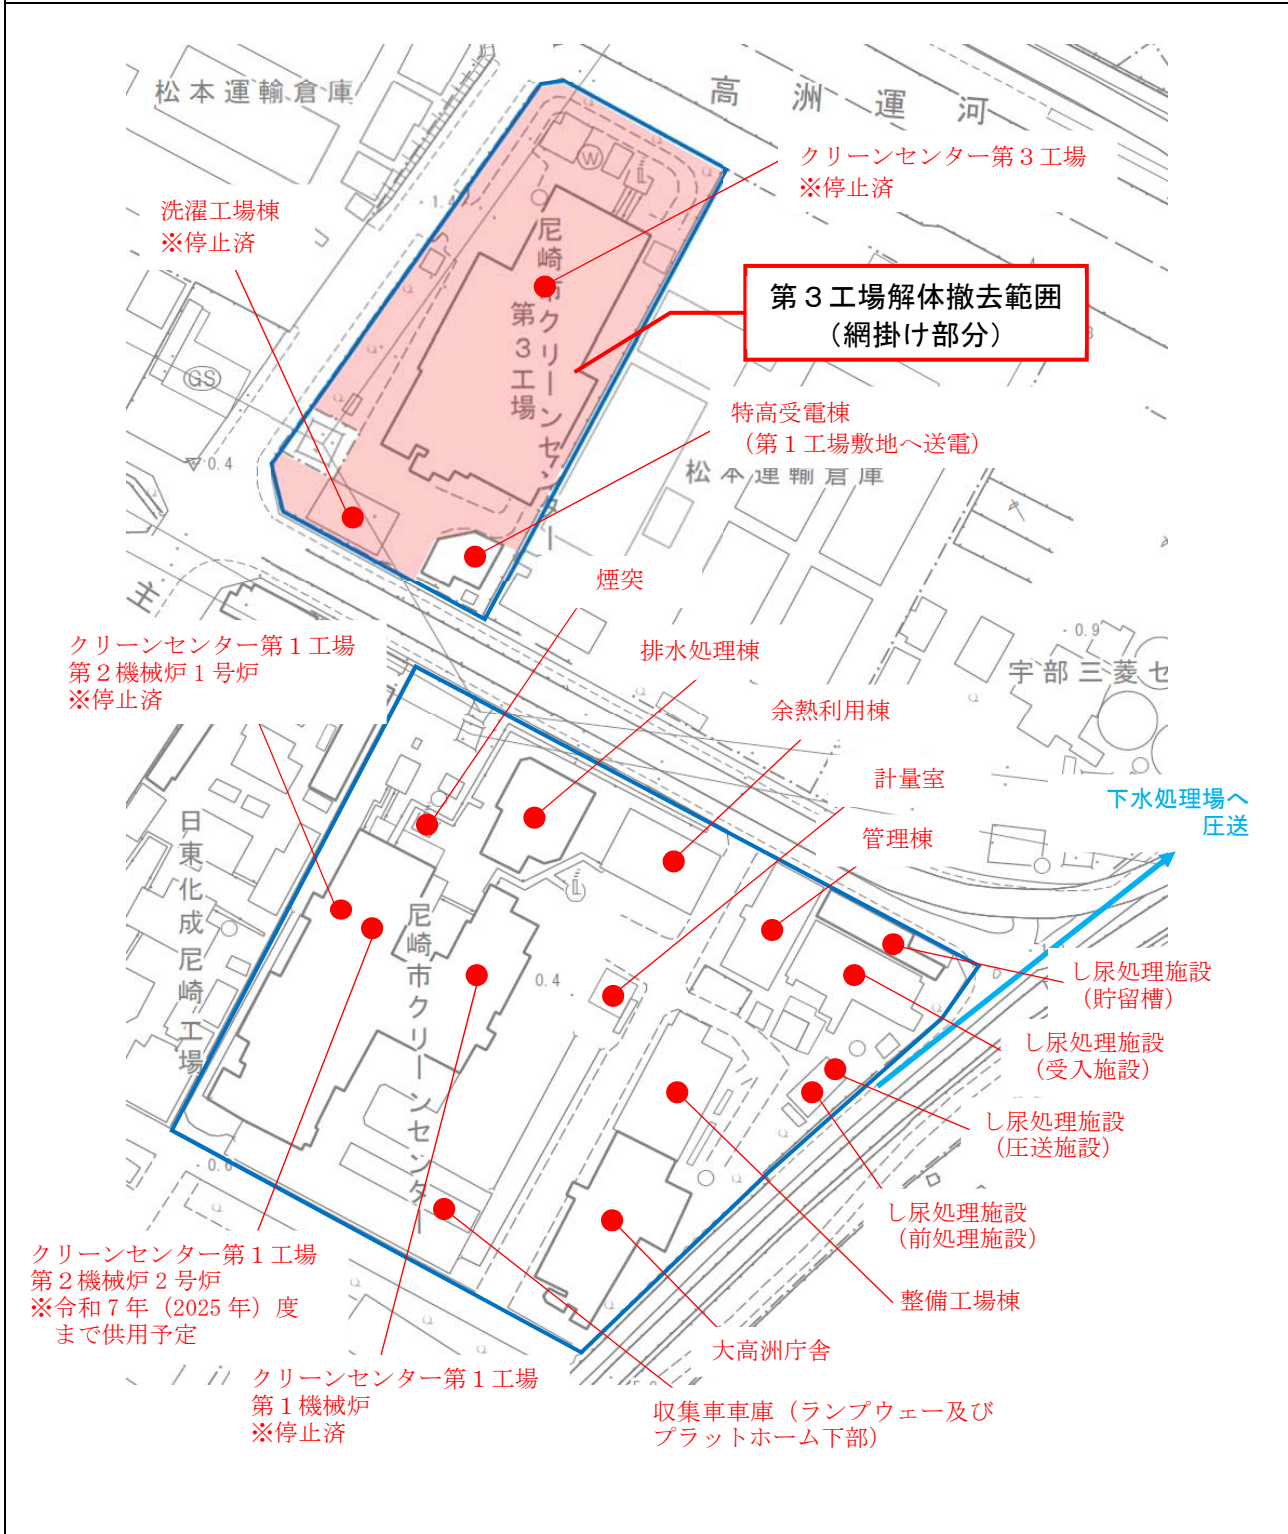 松本運輸倉庫
高洲運河
クリーンセンター第３工場
※停止済
洗濯工場棟
※停止済
1.4
W
尼崎市クリーンセンター
第３工場
第３工場解体撤去範囲
（網掛け部分）
GS
特高受電棟
（第１工場敷地へ送電）
0.4
松本運輸倉庫
煙突
主
0.9
クリーンセンター第１工場
第２機械炉１号炉
※停止済
排水処理棟
宇部三菱セ
余熱利用棟
計量室
下水処理場へ
圧送
管理棟
日東化成尼崎工場
尼崎市クリーンセンター
0.4
し尿処理施設
（貯留槽）
し尿処理施設
（受入施設）
し尿処理施設
（圧送施設）
0.6
し尿処理施設
（前処理施設）
クリーンセンター第１工場
第２機械炉２号炉
※令和７年（2025 年）度
まで供用予定
整備工場棟
大高洲庁舎
クリーンセンター第１工場
第１機械炉
※停止済
収集車車庫（ランプウェー及び
プラットホーム下部）